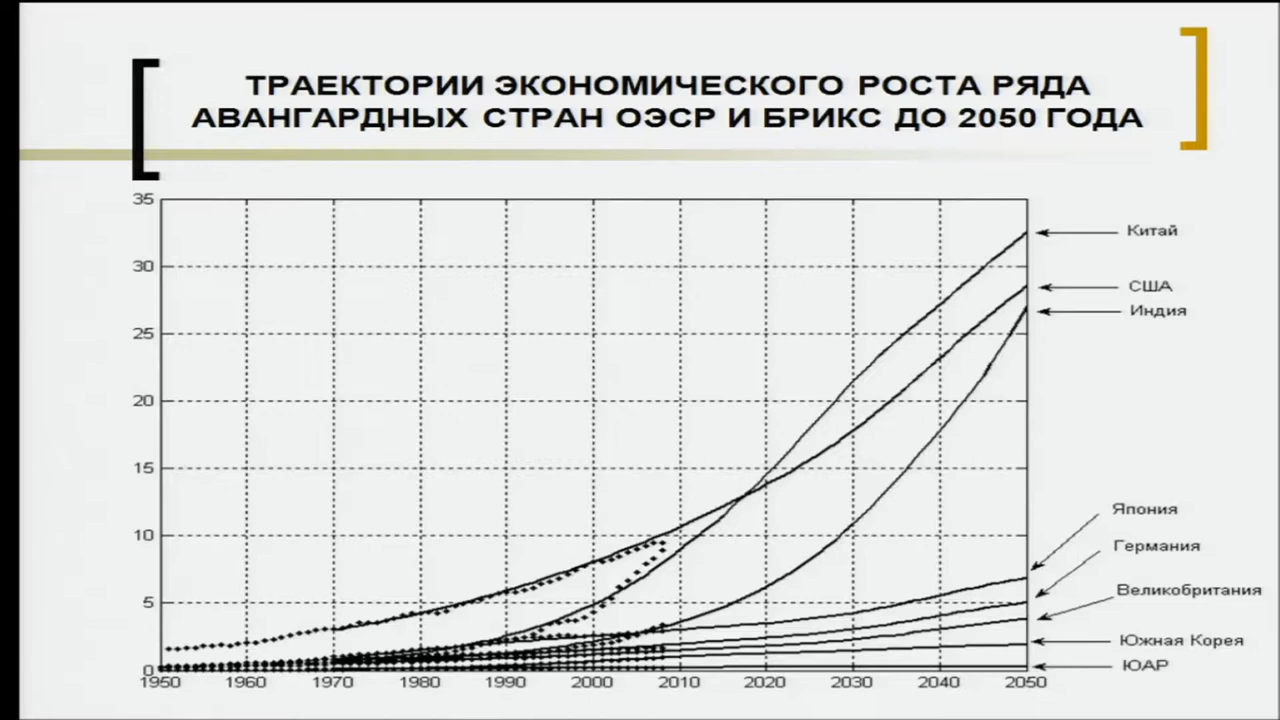 ТРАЕКТОРИИ ЭКОНОМИЧЕСКОГО РОСТА РЯДА
АВАНГАРДНЫХ СТРАН ОЭСР И БРИКС ДО 2050 ГОДА
35
30
25
20
15
10
5
0
1950 1960 1970 1980 1990 2000 2010 2020 2030 2040 2050
Китай
США
Индия
Япония
Германия
Великобритания
Южная Корея
ЮАР